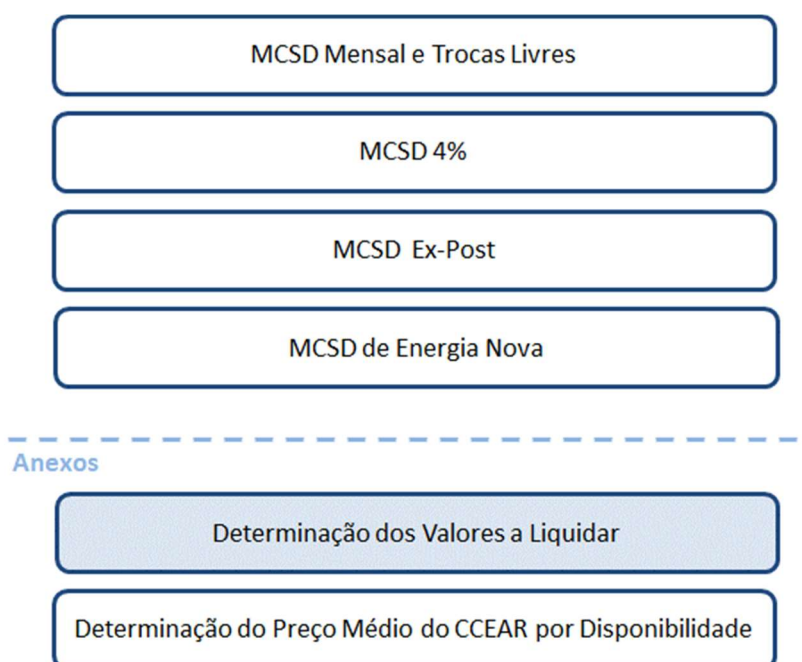 MCSD Mensal e Trocas Livres
MCSD 4%
MCSD Ex-Post
MCSD de Energia Nova
Anexos
Determinação dos Valores a Liquidar
Determinação do Preço Médio do CCEAR por Disponibilidade